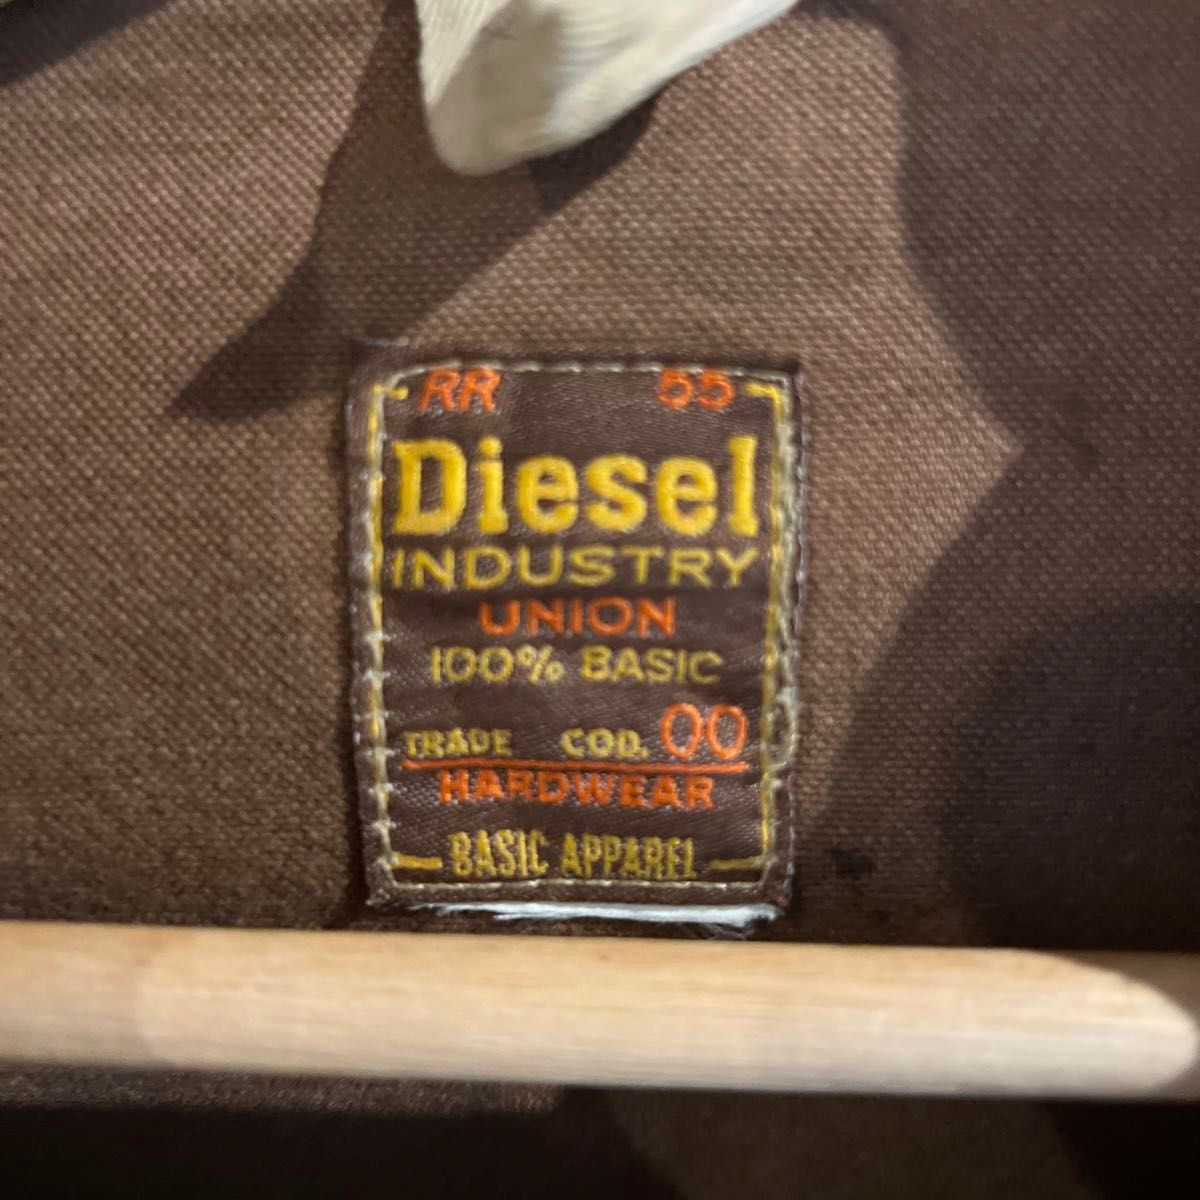 RR 55
Diesel
INDUSTRY
UNION
100% BASIC
TRADE COD. 00
HARDWEAR
BASIC APPAREL